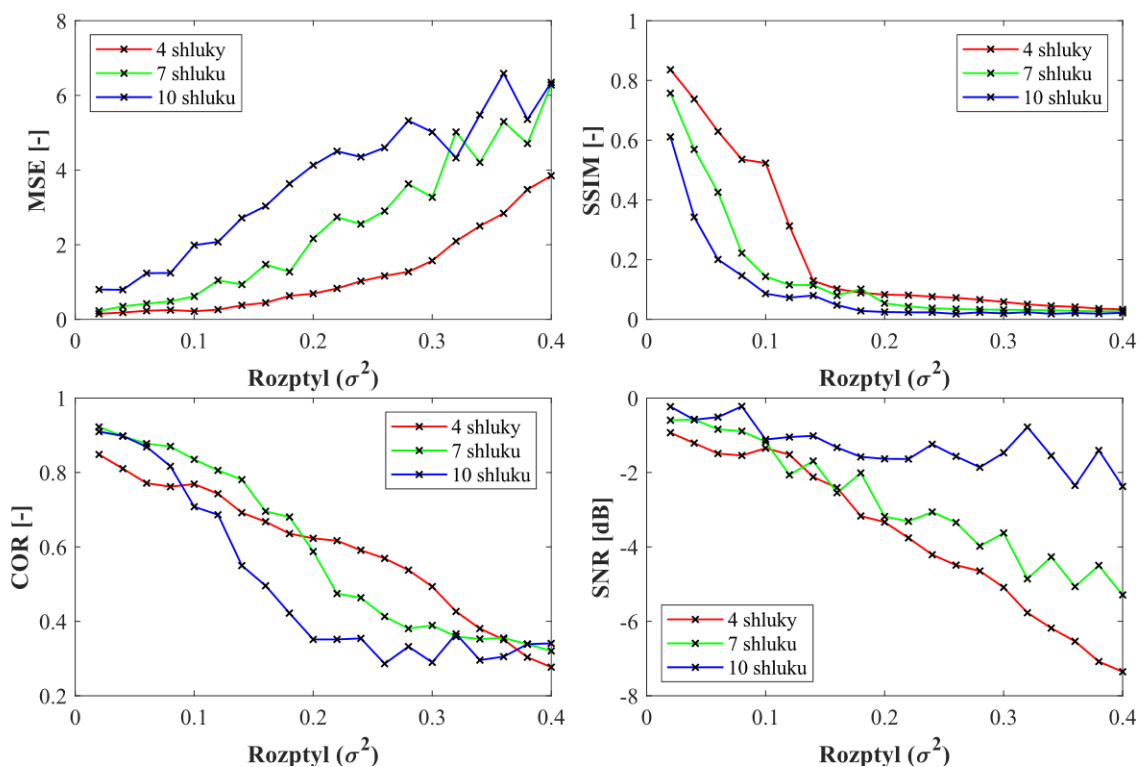 8
6
4
2
0
MSE [-]
4 shluky
7 shluku
10 shluku
0
0.1
0.2
0.3
0.4
Rozptyl (σ²)
1
0.8
0.6
0.4
0.2
0
SSIM [-]
4 shluky
7 shluku
10 shluku
0
0.1
0.2
0.3
0.4
Rozptyl (σ²)
1
0.8
0.6
0.4
0.2
COR [-]
4 shluky
7 shluku
10 shluku
0
0.1
0.2
0.3
0.4
Rozptyl (σ²)
0
-2
-4
-6
-8
SNR [dB]
4 shluky
7 shluku
10 shluku
0
0.1
0.2
0.3
0.4
Rozptyl (σ²)